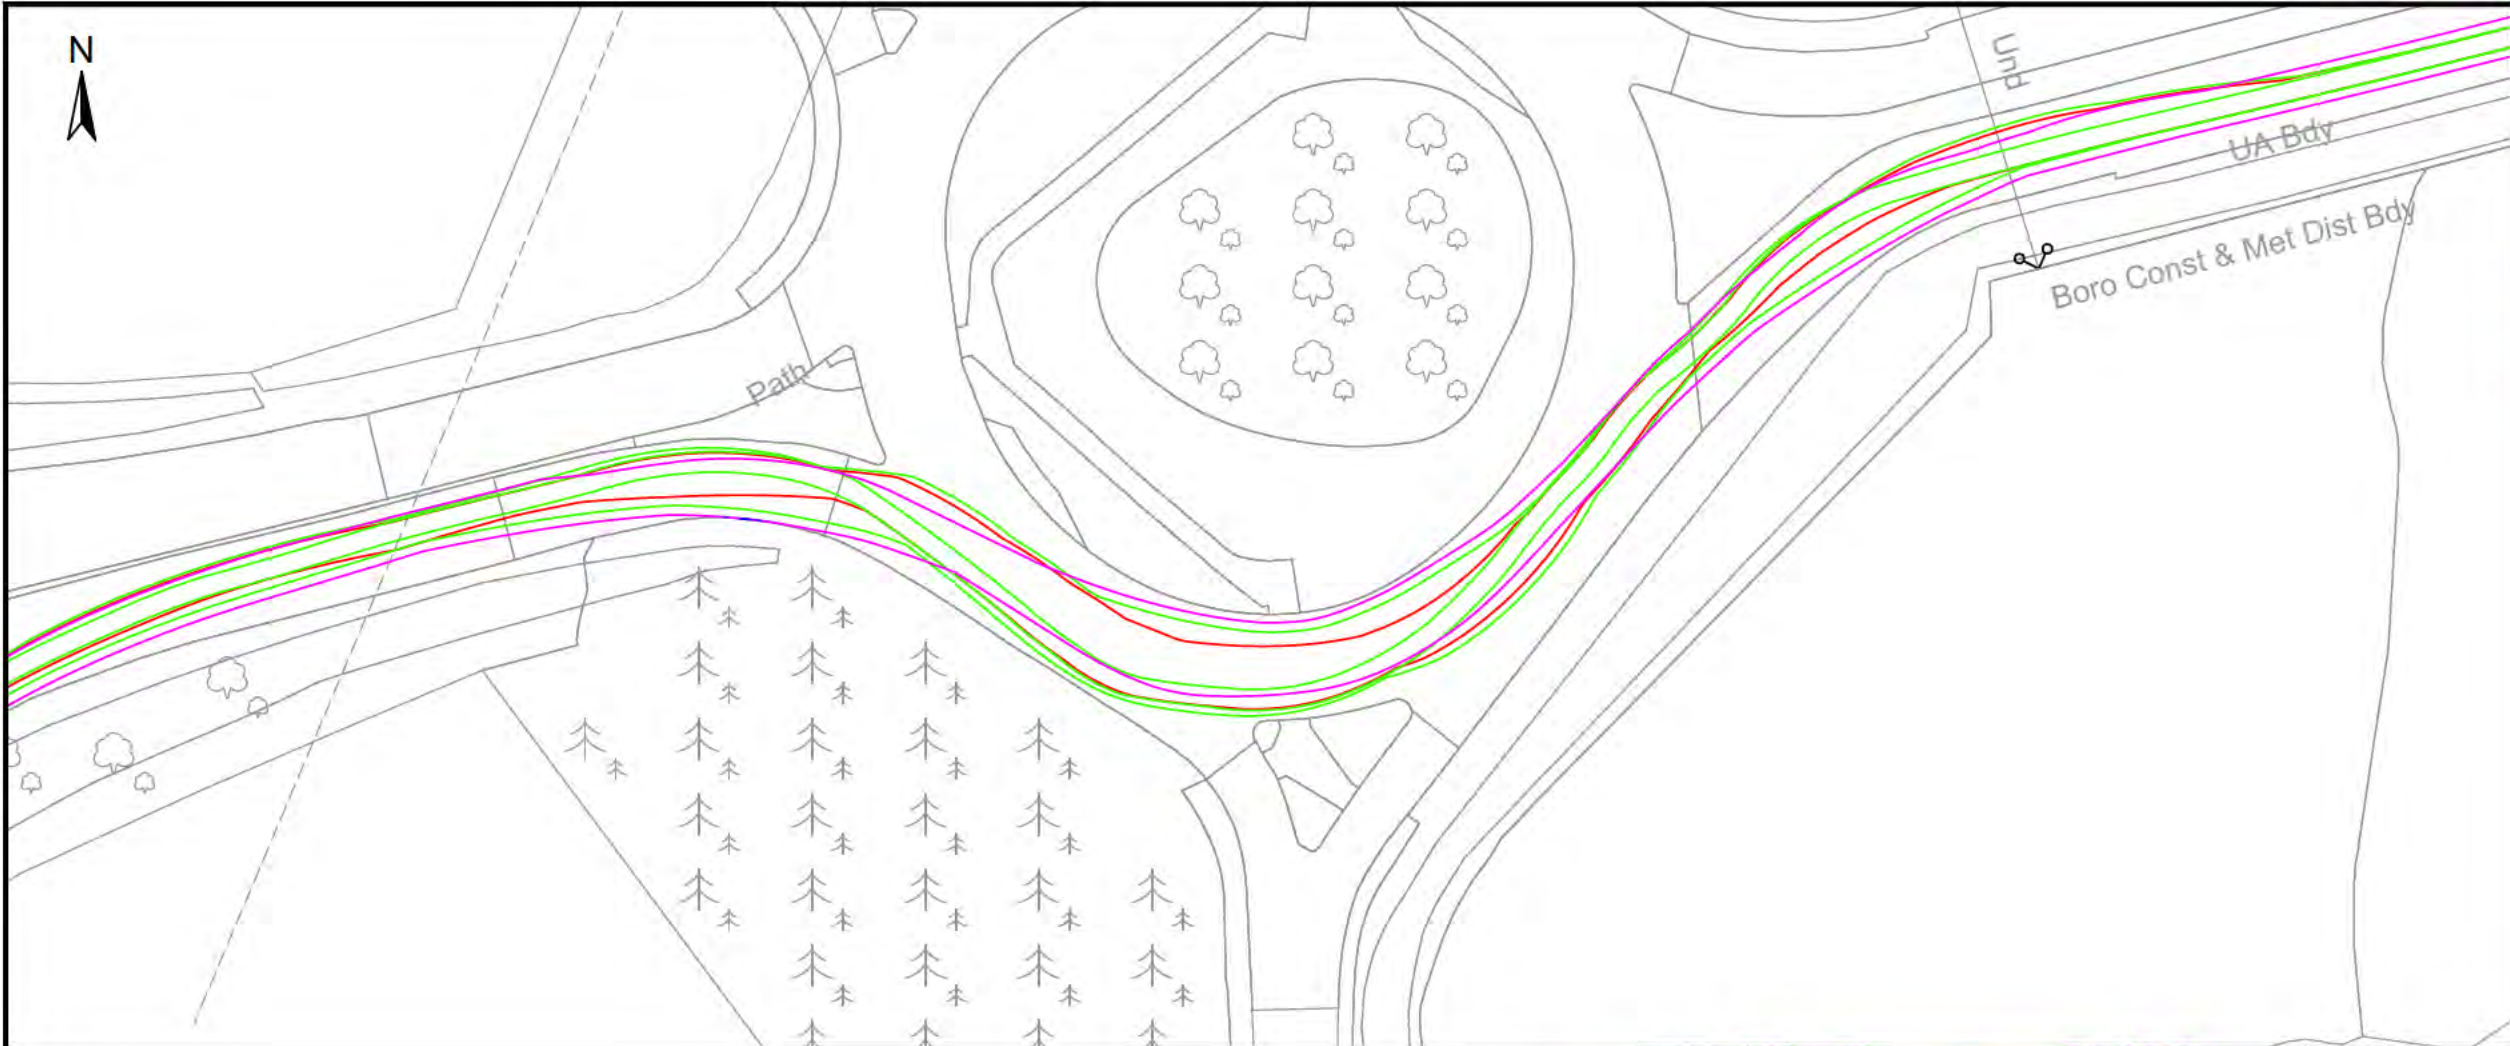 N
Und
UA Bdy
Boro Const & Met Dist Bdy
Path